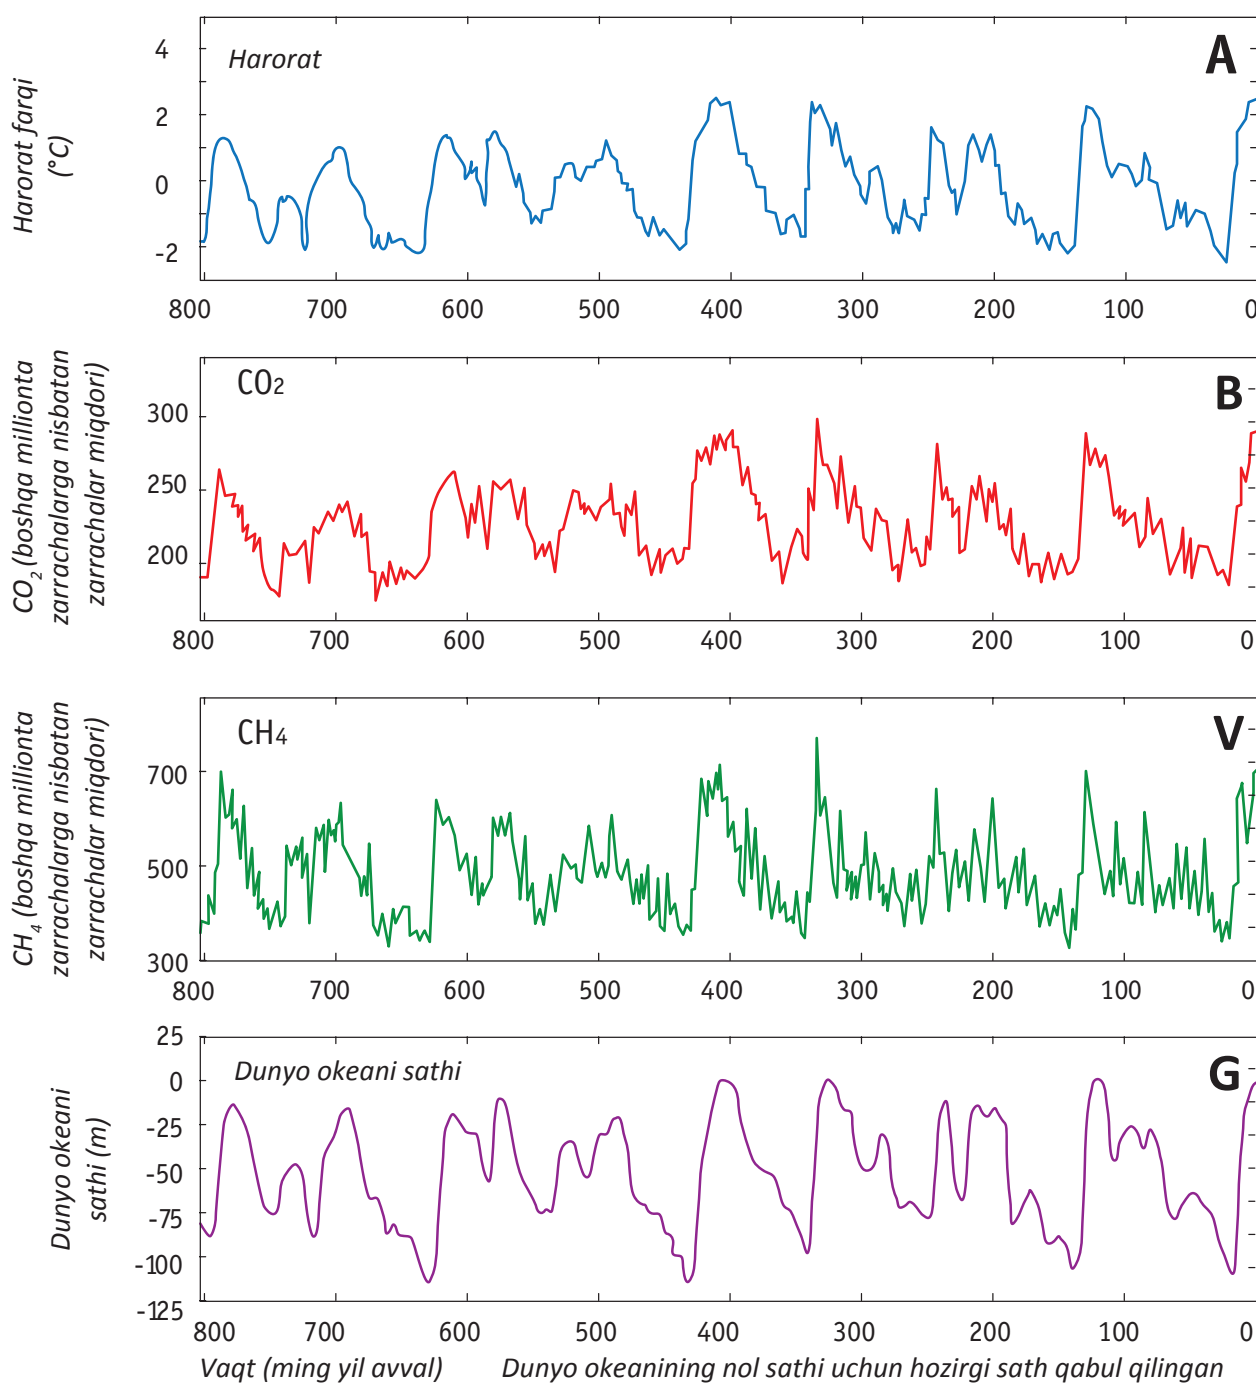 Harorat farqi
(°C)
4
2
0
-2
Harorat
A
800 700 600 500 400 300 200 100 0
CO2 (boshqa millionta
zarrachalarga nisbatan
zarrachalar miqdori)
300
250
200
CO2
B
800 700 600 500 400 300 200 100 0
CH4 (boshqa millionta
zarrachalarga nisbatan
zarrachalar miqdori)
700
500
300
CH4
V
800 700 600 500 400 300 200 100 0
Dunyo okeani
sathi (m)
25
0
-25
-50
-75
-100
-125
Dunyo okeani sathi
G
800 700 600 500 400 300 200 100 0
Vaqt (ming yil avval) Dunyo okeanining nol sathi uchun hozirgi sath qabul qilingan